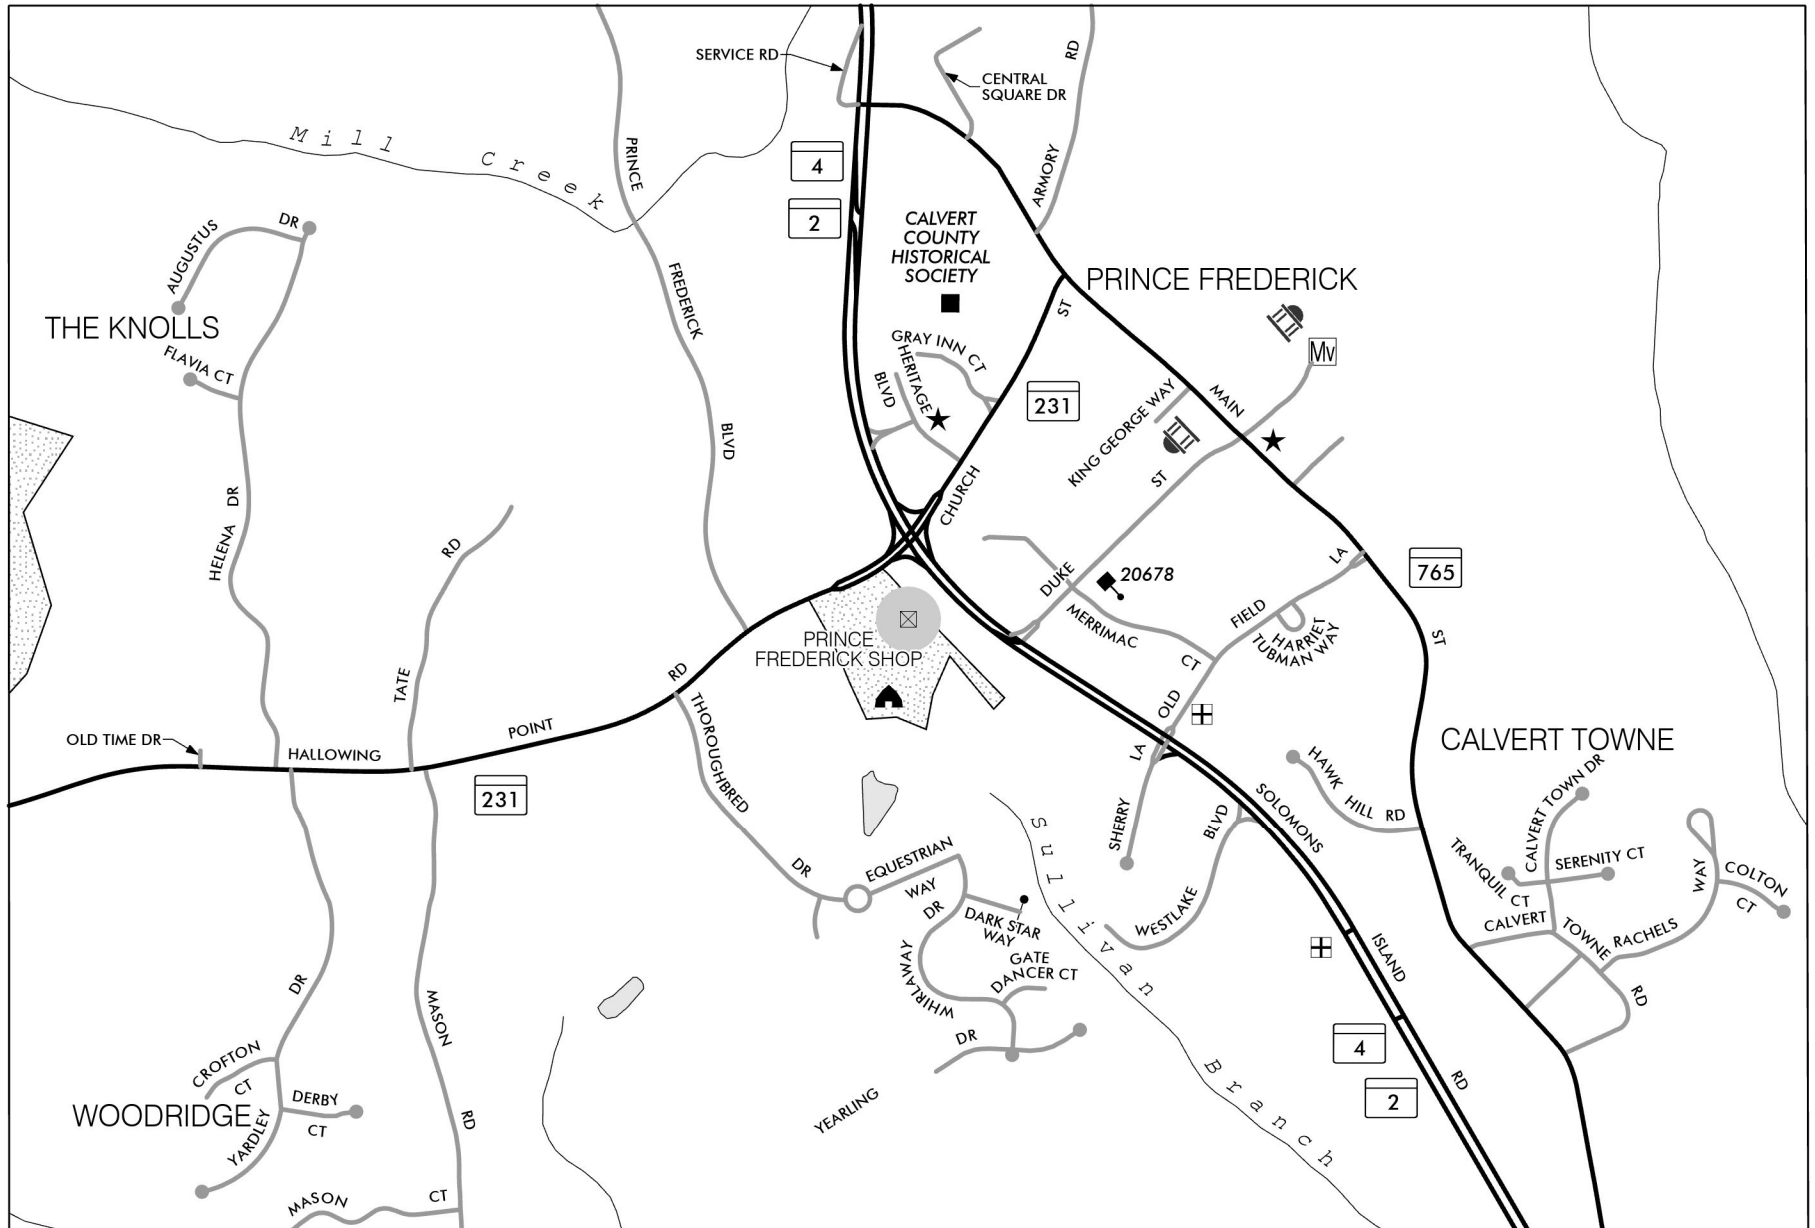 SERVICE RD
CENTRAL
SQUARE DR
RD
ARMORY
Mill Creek
PRINCE
FREDERICK
BLVD
4
2
CALVERT
COUNTY
HISTORICAL
SOCIETY
PRINCE FREDERICK
AUGUSTUS
DR
THE KNOLLS
FLAVIA CT
HELENA DR
GRAY INN CT
HERITAGE
BLVD
ST
231
Mv
KING GEORGE WAY
MAIN
ST
CHURCH
DUKE
20678
MERRIMAC
CT
FIELD
LA
HARRIET
TUBMAN WAY
765
ST
TATE
RD
PRINCE
FREDERICK SHOP
OLD TIME DR
HALLOWING
POINT
RD
231
THOROUGHBRED
DR
OLD
LA
SHERRY
HAWK
HILL RD
CALVERT TOWNE
SOLOMONS
ISLAND
RD
BLVD
WESTLAKE
CALVERT TOWN DR
TRANQUIL CT
SERENITY CT
CALVERT
TOWNE
RD
RACHELS
WAY
COLTON
CT
EQUESTRIAN
WAY
DR
DARK STAR
WAY
GATE
DANCER CT
WHIRLAWAY
DR
YEARLING
Sullivan Branch
4
2
DR
CROFTON
CT
WOODRIDGE
DERBY
CT
YARDLEY
MASON
RD
MASON
CT